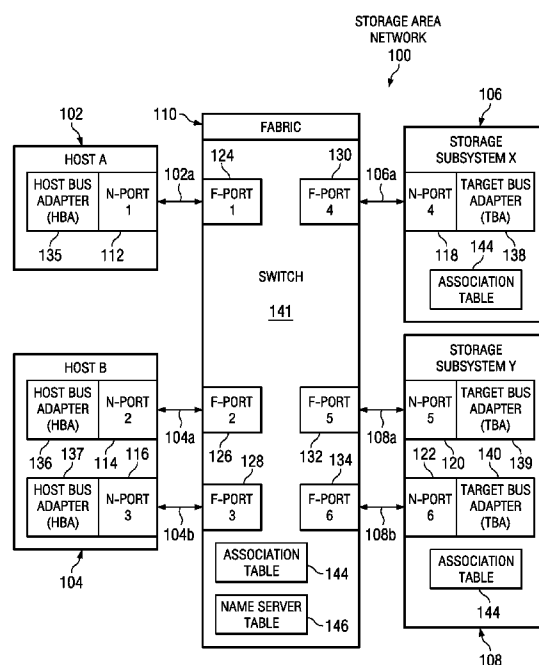 STORAGE AREA
NETWORK
100
102
110
FABRIC
106
HOST A
HOST BUS
ADAPTER
(HBA)
N-PORT
1
135
112
102a
124
F-PORT
1
130
F-PORT
4
106a
STORAGE
SUBSYSTEM X
N-PORT
4
TARGET BUS
ADAPTER
(TBA)
118
138
144
ASSOCIATION
TABLE
SWITCH
141
HOST B
HOST BUS
ADAPTER
(HBA)
N-PORT
2
136
137
114
116
HOST BUS
ADAPTER
(HBA)
N-PORT
3
104
104a
104b
F-PORT
2
126
128
F-PORT
3
F-PORT
5
132
134
F-PORT
6
108a
108b
STORAGE
SUBSYSTEM Y
N-PORT
5
TARGET BUS
ADAPTER
(TBA)
122
120
140
139
N-PORT
6
TARGET BUS
ADAPTER
(TBA)
ASSOCIATION
TABLE
144
ASSOCIATION
TABLE
144
NAME SERVER
TABLE
146
108